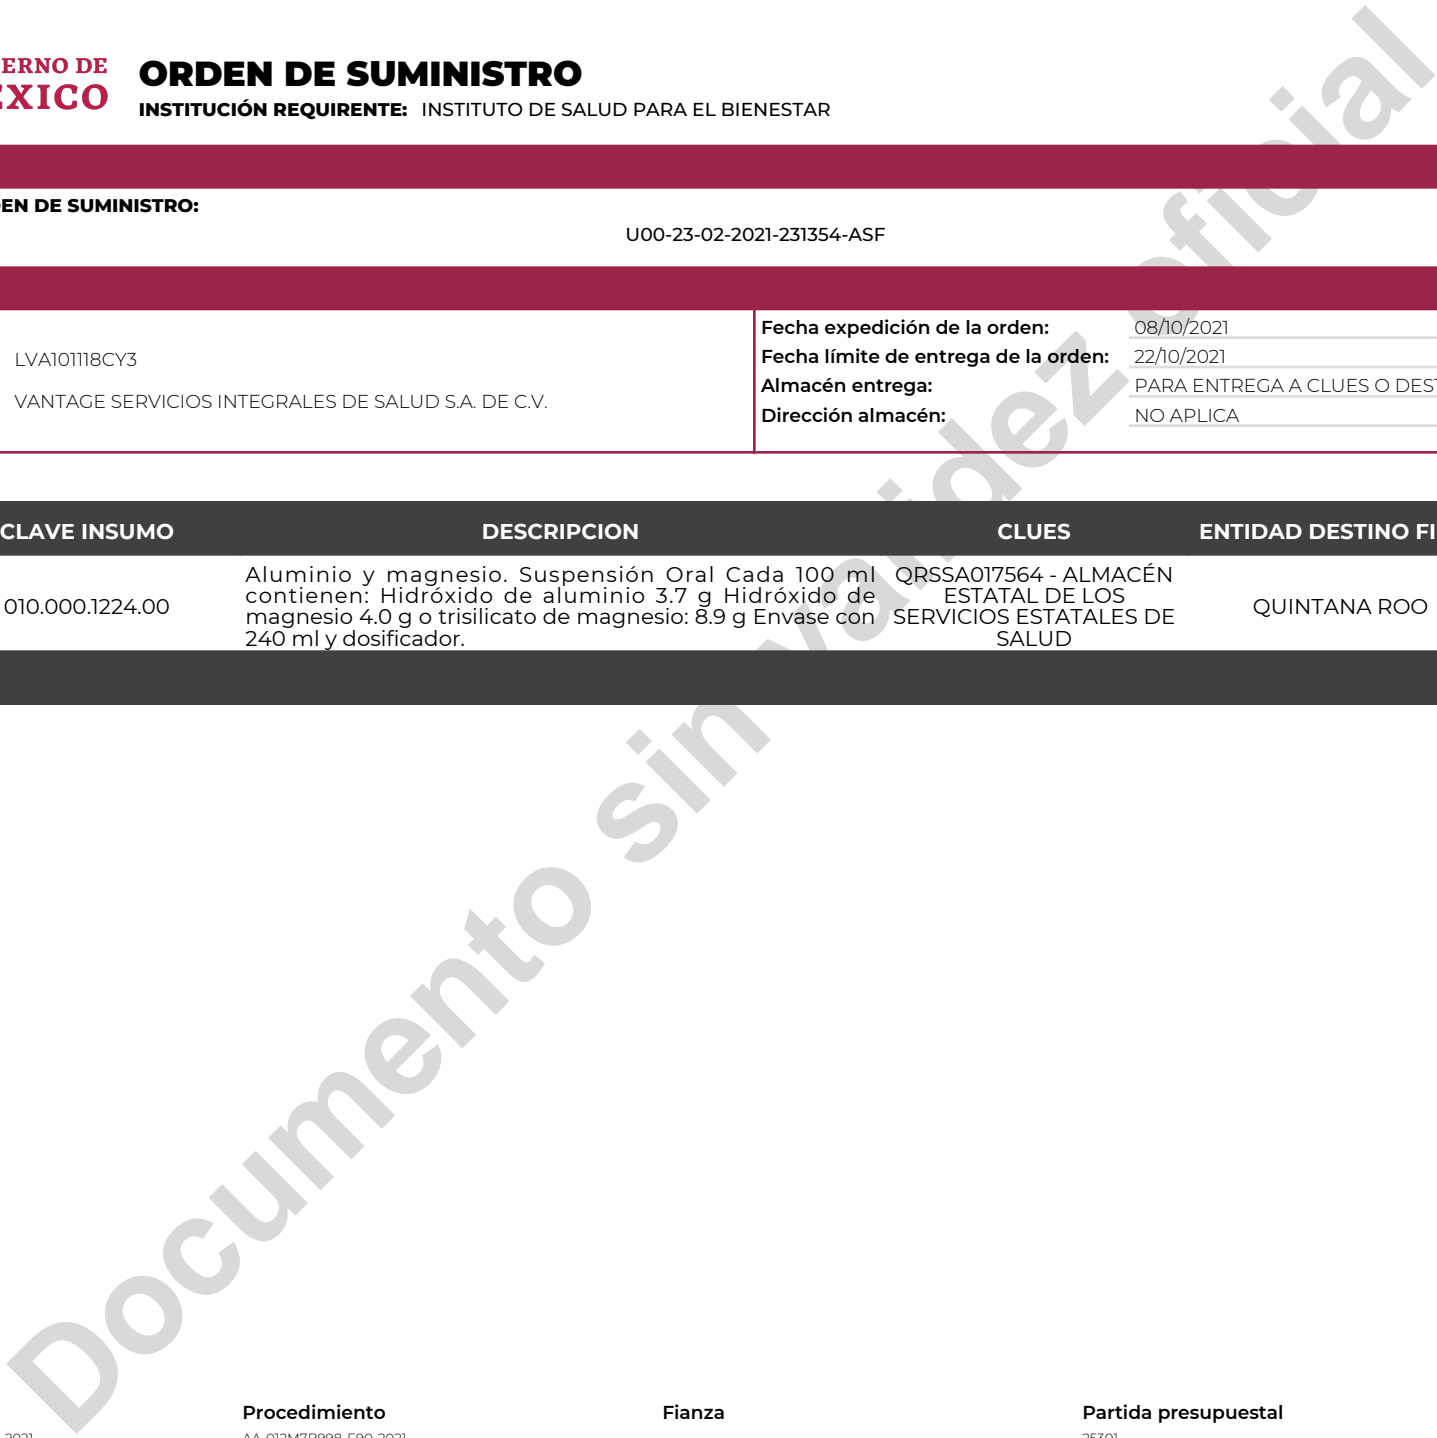 ERNO DE
ORDEN DE SUMINISTRO
INSTITUCIÓN REQUIRENTE: INSTITUTO DE SALUD PARA EL BIENESTAR
EN DE SUMINISTRO:
U00-23-02-2021-231354-ASF
LVA101118CY3
VANTAGE SERVICIOS INTEGRALES DE SALUD S.A. DE C.V.
Fecha expedición de la orden: 08/10/2021
Fecha límite de entrega de la orden: 22/10/2021
Almacén entrega: PARA ENTREGA A CLUES O DES
Dirección almacén: NO APLICA
CLAVE INSUMO DESCRIPCION CLUES ENTIDAD DESTINO FI
010.000.1224.00
Aluminio y magnesio. Suspensión Oral Cada 100 ml
contienen: Hidróxido de aluminio 3.7 g Hidróxido de
magnesio 4.0 g o trisilicato de magnesio: 8.9 g Envase con
240 ml y dosificador.
QRSSA017564 - ALMACÉN
ESTATAL DE LOS
SERVICIOS ESTATALES DE
SALUD
QUINTANA ROO
Documento sin validez oficial
Procedimiento Fianza Partida presupuestal